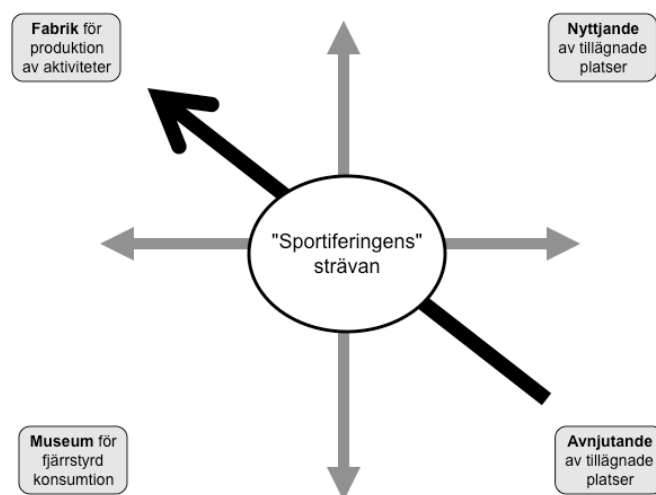 Fabrik för
produktion
av aktiviteter
Nyttjande
av tillägnade
platser
"Sportiferingens"
strävan
Museum för
fjärrstyrd
konsumtion
Avnjutande
av tillägnade
platser